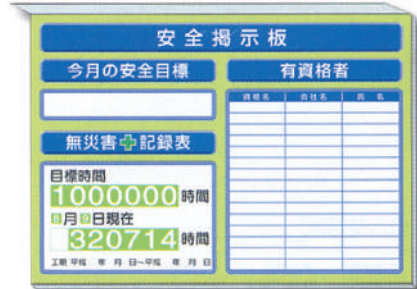 安全掲示板
今月の安全目標
無災害記録表
目標時間
1000000時間
8月9日現在
320714時間
工期 平成 年 月 日〜平成 年 月 日
有資格者
資格名 会社名 氏 名